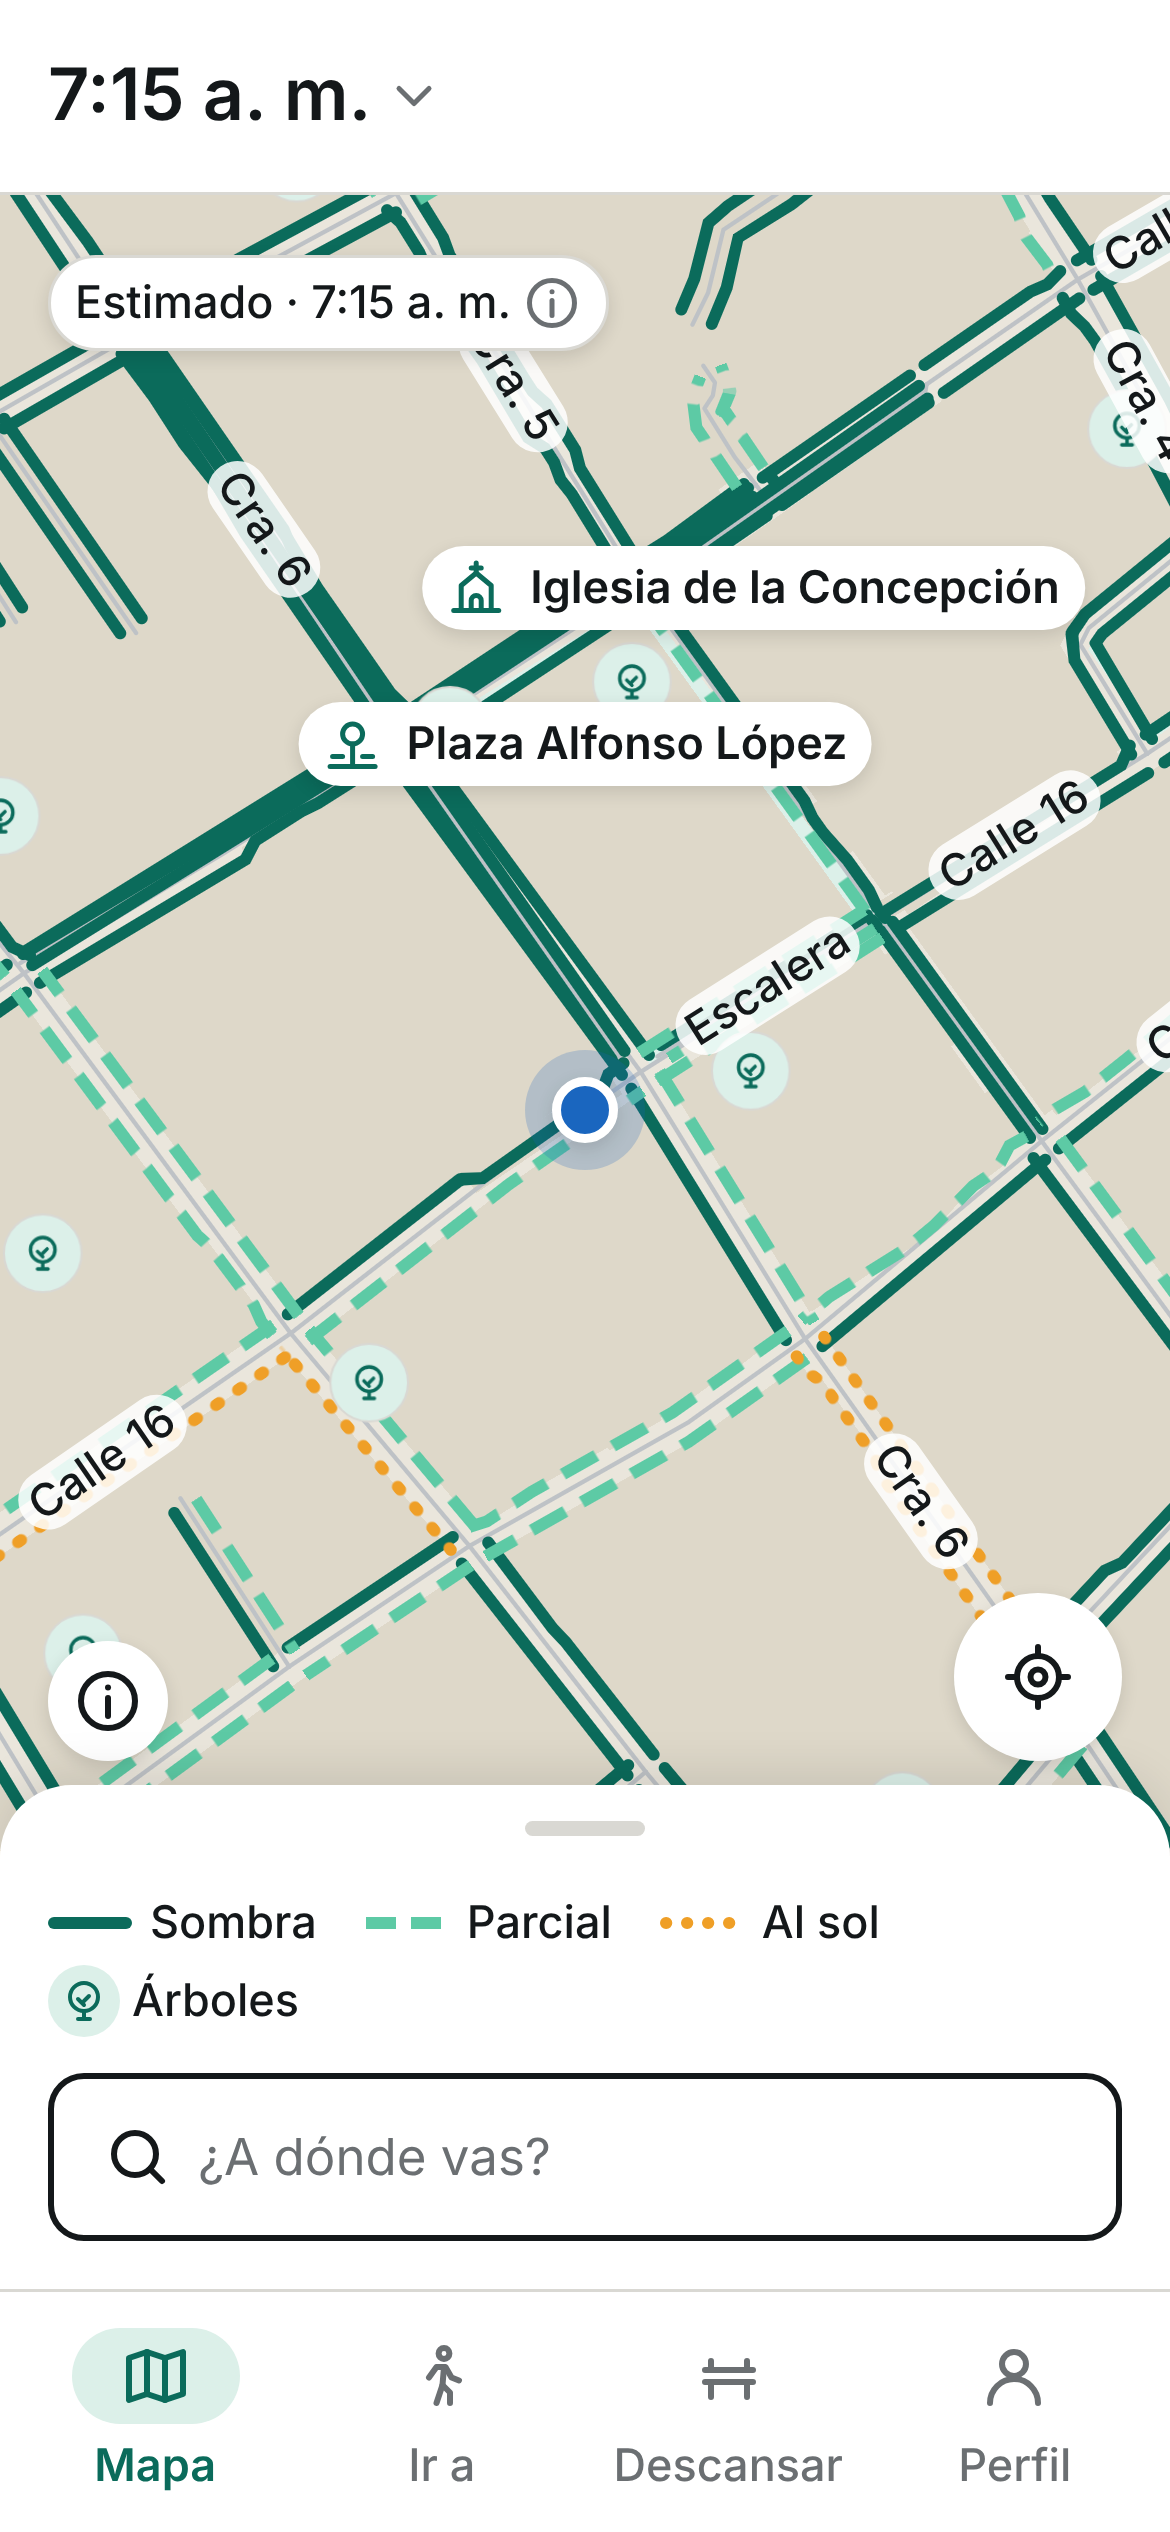 7:15 a. m.
Estimado · 7:15 a. m.
Cra. 5
Cra. 6
Iglesia de la Concepción
Plaza Alfonso López
Calle 16
Escalera
Calle 16
Cra. 6
Sombra
Parcial
Al sol
Árboles
¿A dónde vas?
Mapa
Ir a
Descansar
Perfil